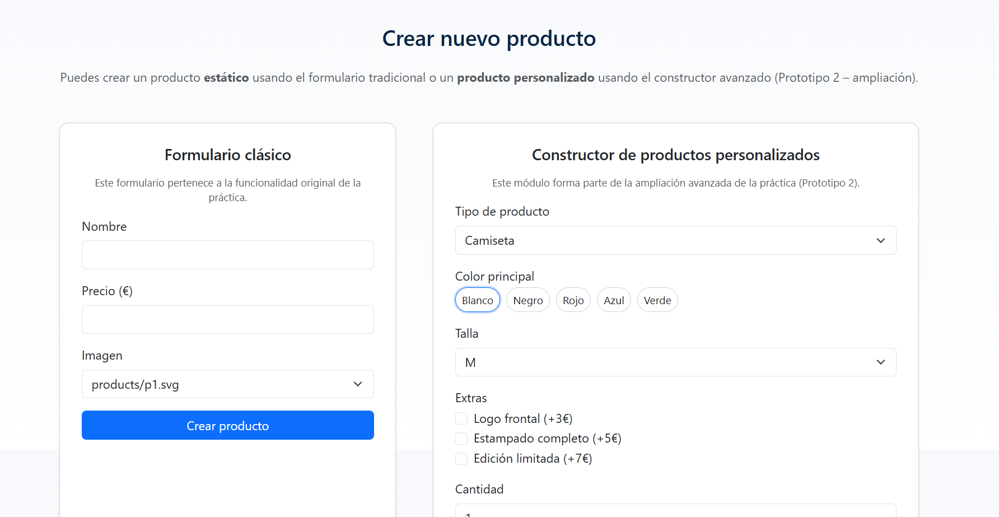 Crear nuevo producto
Puedes crear un producto estático usando el formulario tradicional o un producto personalizado usando el constructor avanzado (Prototipo 2 – ampliación).
Formulario clásico
Este formulario pertenece a la funcionalidad original de la
práctica.
Nombre
Precio (€)
Imagen
products/p1.svg
Crear producto
Constructor de productos personalizados
Este módulo forma parte de la ampliación avanzada de la práctica (Prototipo 2).
Tipo de producto
Camiseta
Color principal
Blanco Negro Rojo Azul Verde
Talla
M
Extras
Logo frontal (+3€)
Estampado completo (+5€)
Edición limitada (+7€)
Cantidad